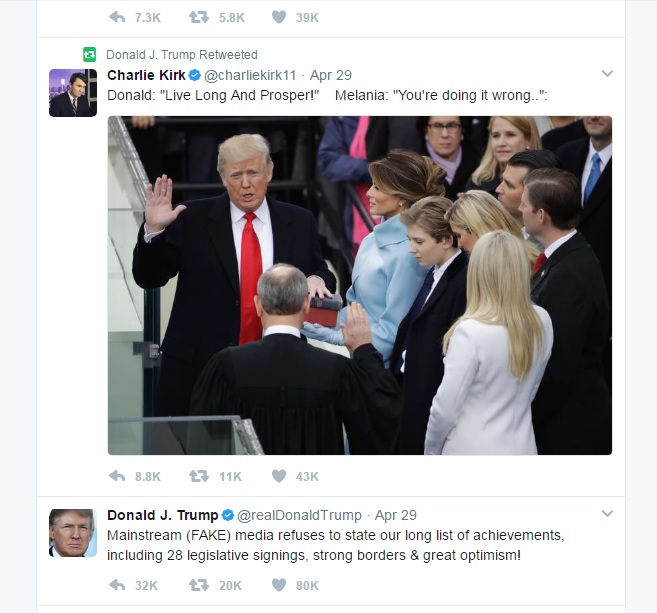 7.3K 5.8K 39K
Donald J. Trump Retweeted
Charlie Kirk @charliekirk11 · Apr 29
Donald: "Live Long And Prosper!" Melania: "You're doing it wrong..":
8.8K 11K 43K
Donald J. Trump @realDonaldTrump · Apr 29
Mainstream (FAKE) media refuses to state our long list of achievements,
including 28 legislative signings, strong borders & great optimism!
32K 20K 80K